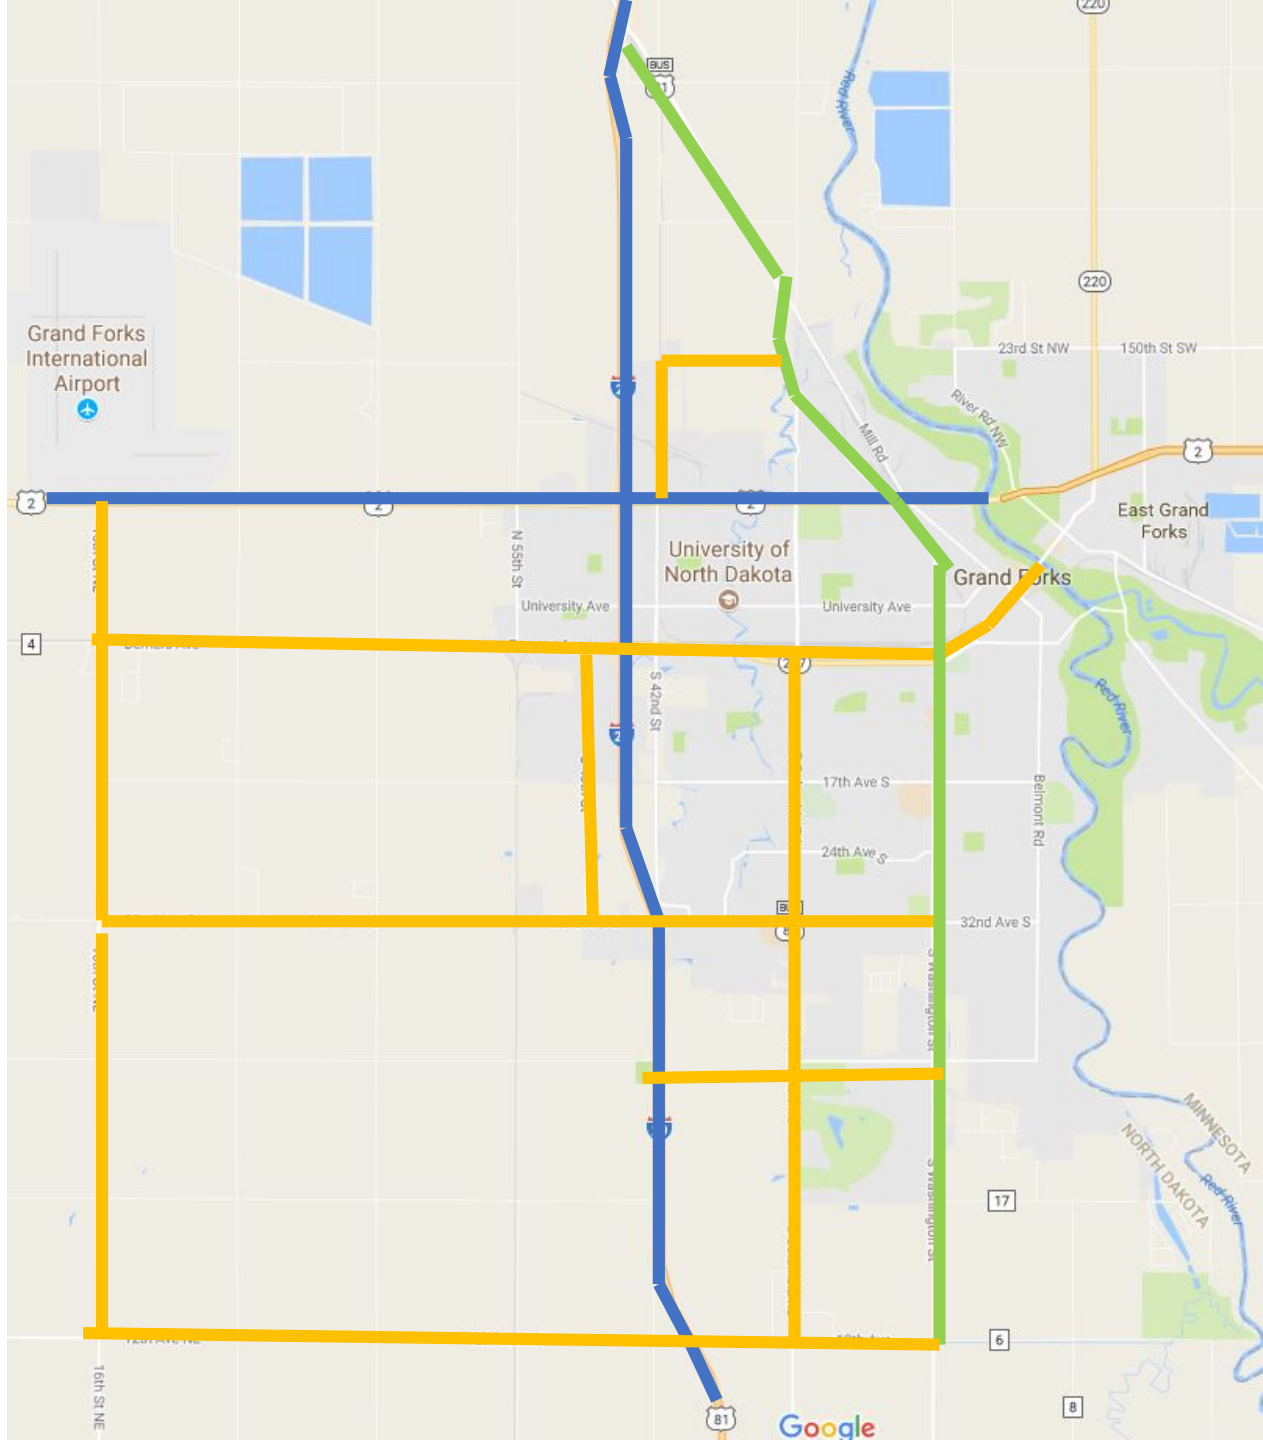 220
BUS
Red River
220
Grand Forks
International
Airport
23rd St NW
150th St SW
River Rd NW
Mill Rd
2
2
2
2
East Grand
Forks
N 55th St
University of
North Dakota
Grand Forks
University Ave
University Ave
4
S 42nd St
Red River
17th Ave S
Belmont Rd
24th Ave S
32nd Ave S
S Washington St
MINNESOTA
NORTH DAKOTA
Red River
S Washington St
17
12th Ave NE
6
16th St NE
8
81
Google